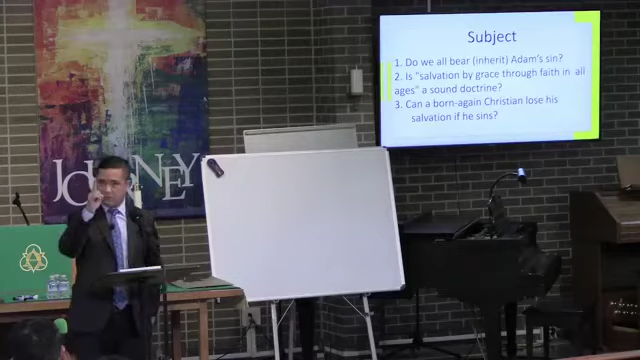 JOURNEY
Subject
1. Do we all bear (inherit) Adam's sin?
2. Is "salvation by grace through faith in all
ages" a sound doctrine?
3. Can a born-again Christian lose his
salvation if he sins?